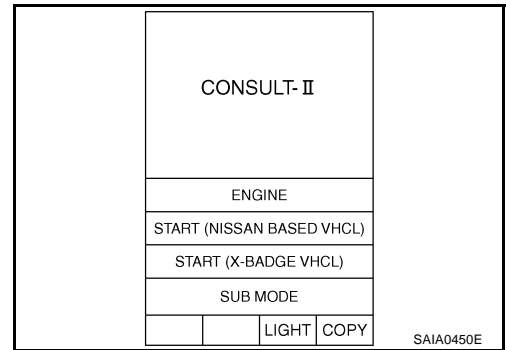 CONSULT-Ⅱ
ENGINE
START (NISSAN BASED VHCL)
START (X-BADGE VHCL)
SUB MODE
LIGHT COPY
SAIA0450E